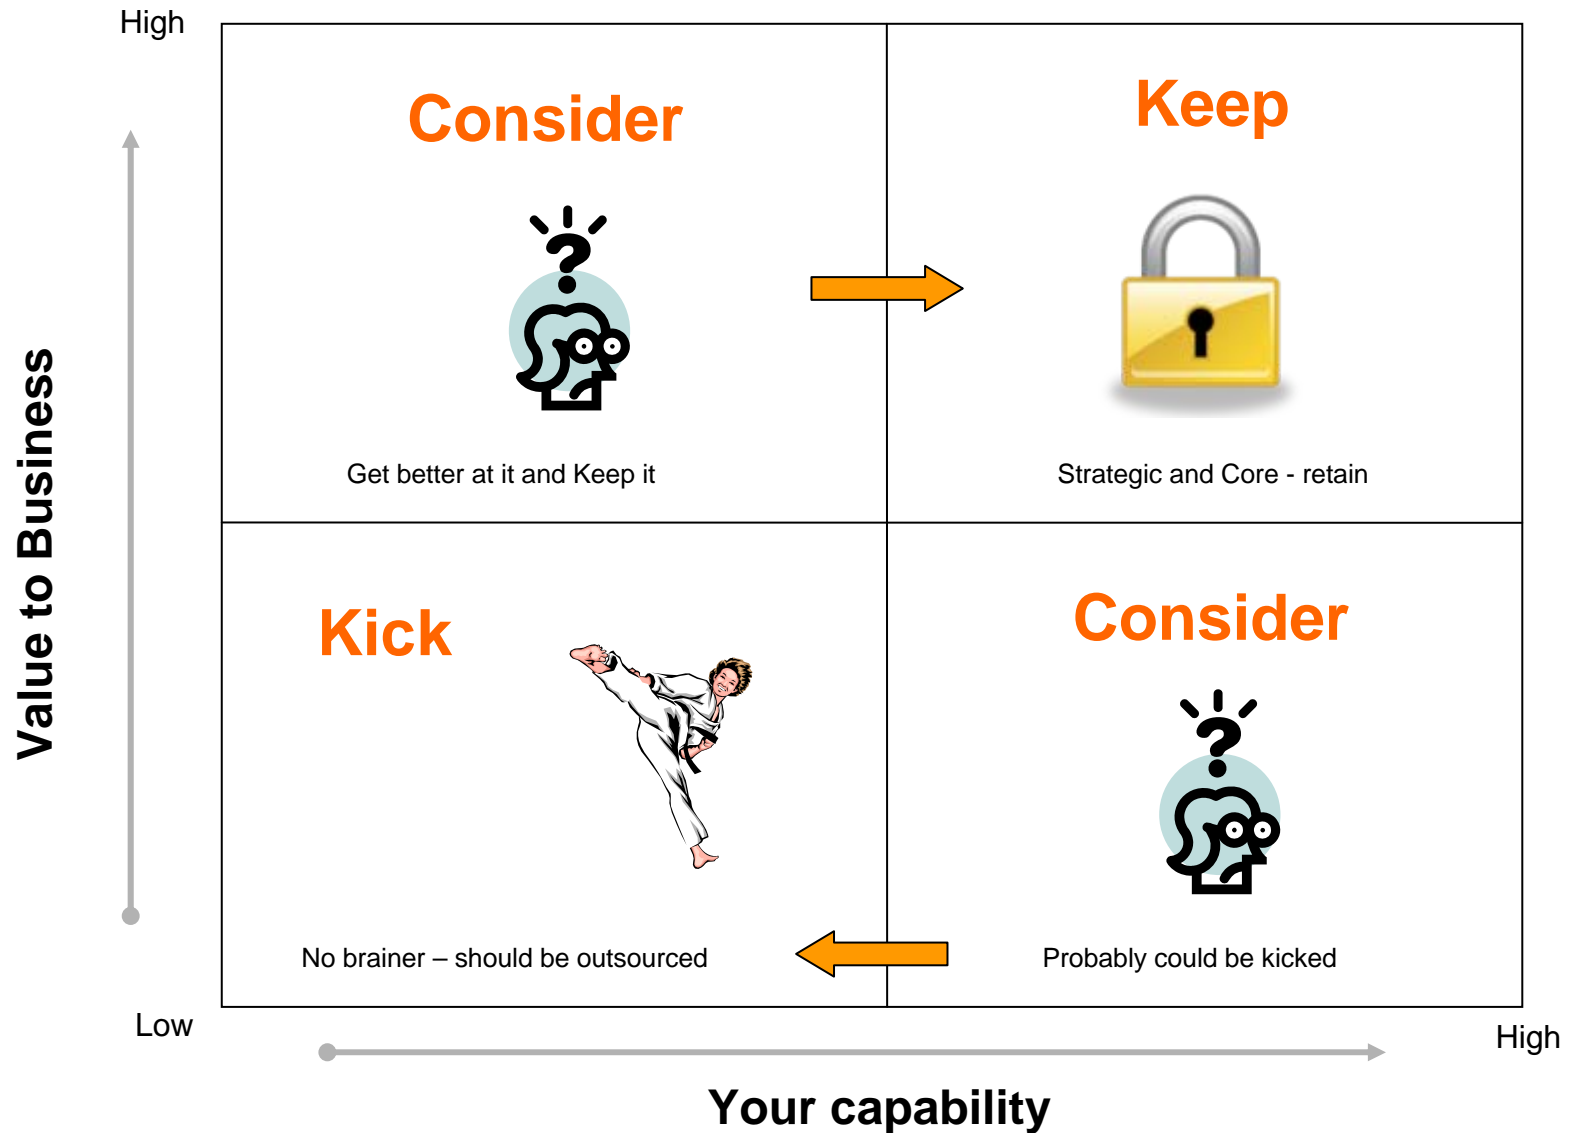 High
Consider
Keep
Get better at it and Keep it
Strategic and Core - retain
Value to Business
Kick
Consider
No brainer – should be outsourced
Probably could be kicked
Low
High
Your capability